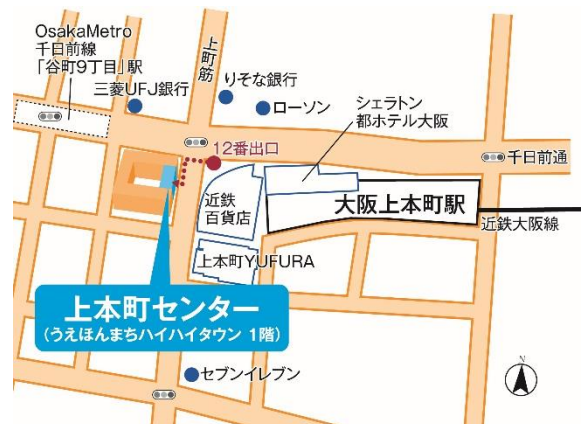 OsakaMetro
千日前線
「谷町9丁目」駅
三菱UFJ銀行
上町筋
りそな銀行
ローソン
シェラトン
都ホテル大阪
12番出口
千日前通
近鉄
百貨店
大阪上本町駅
近鉄大阪線
上本町YUFURA
上本町センター
(うえほんまちハイハイタウン 1階)
セブンイレブン
N